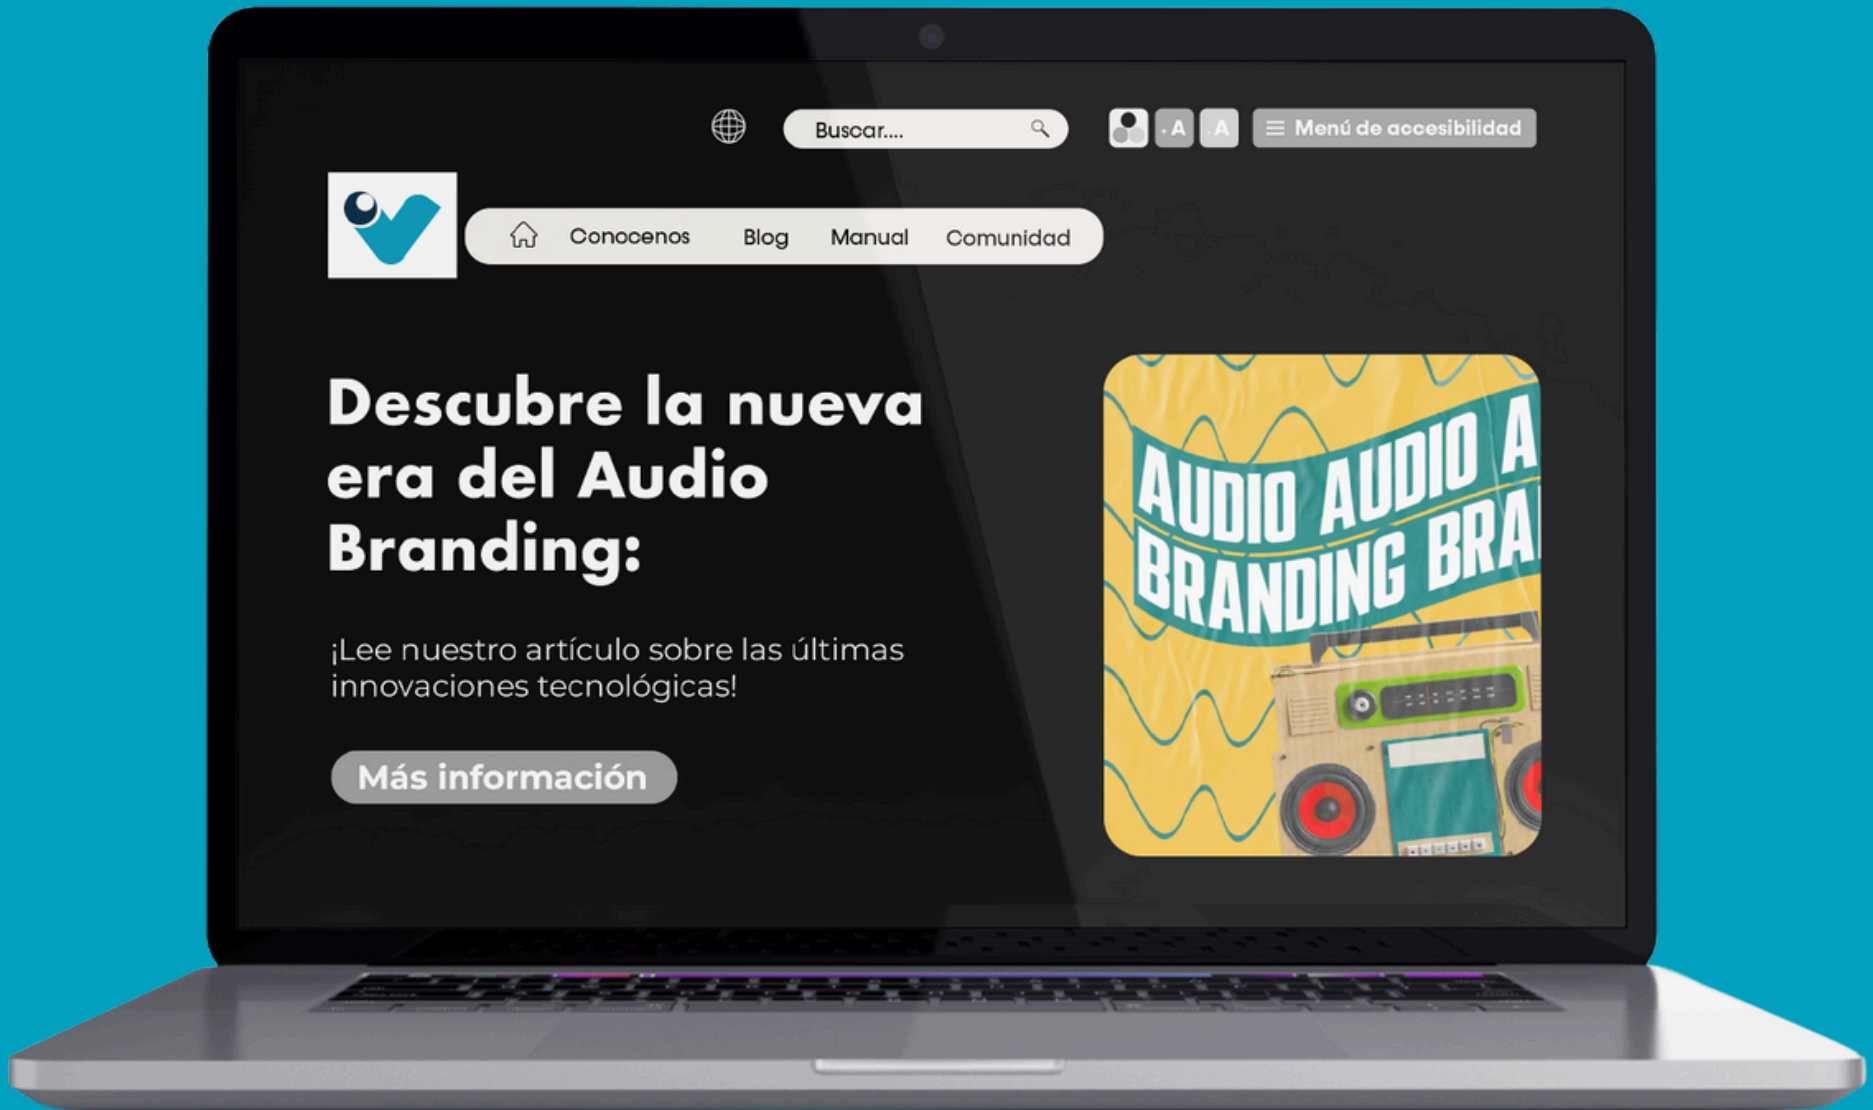 Buscar....
+ A
- A
Menú de accesibilidad
Conocenos
Blog
Manual
Comunidad
Descubre la nueva
era del Audio
Branding:
¡Lee nuestro artículo sobre las últimas
innovaciones tecnológicas!
Más información
AUDIO AUDIO A
BRANDING BRA